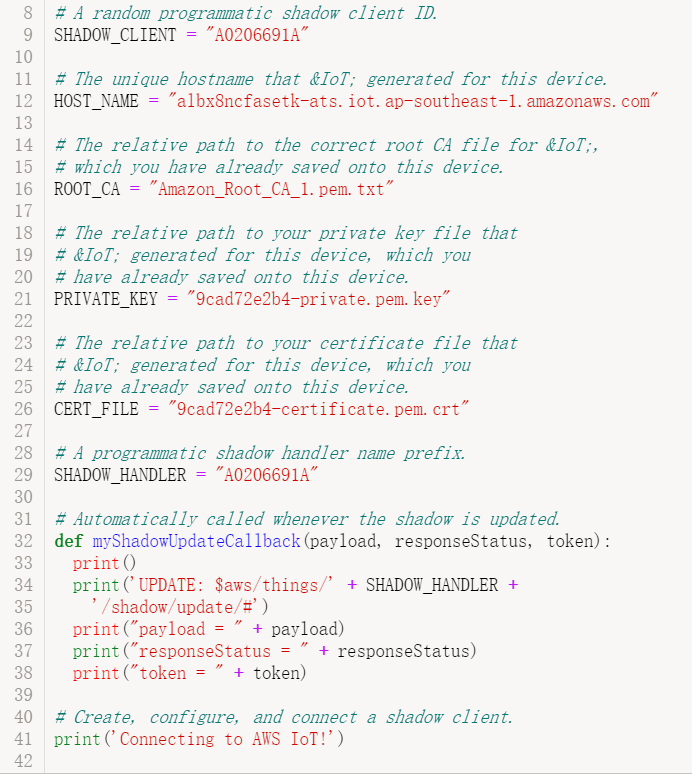 8 # A random programmatic shadow client ID.
9 SHADOW_CLIENT = "A0206691A"
10
11 # The unique hostname that &IoT; generated for this device.
12 HOST_NAME = "a1bx8ncfasetk-ats.iot.ap-southeast-1.amazonaws.com"
13
14 # The relative path to the correct root CA file for &IoT;,
15 # which you have already saved onto this device.
16 ROOT_CA = "Amazon_Root_CA_1.pem.txt"
17
18 # The relative path to your private key file that
19 # &IoT; generated for this device, which you
20 # have already saved onto this device.
21 PRIVATE_KEY = "9cad72e2b4-private.pem.key"
22
23 # The relative path to your certificate file that
24 # &IoT; generated for this device, which you
25 # have already saved onto this device.
26 CERT_FILE = "9cad72e2b4-certificate.pem.crt"
27
28 # A programmatic shadow handler name prefix.
29 SHADOW_HANDLER = "A0206691A"
30
31 # Automatically called whenever the shadow is updated.
32 def myShadowUpdateCallback(payload, responseStatus, token):
33   print()
34   print('UPDATE: $aws/things/' + SHADOW_HANDLER +
35     '/shadow/update/#')
36   print("payload = " + payload)
37   print("responseStatus = " + responseStatus)
38   print("token = " + token)
39
40 # Create, configure, and connect a shadow client.
41 print('Connecting to AWS IoT!')
42